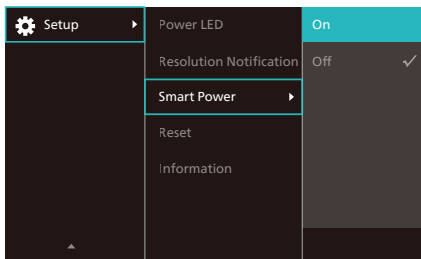 Setup
Power LED
Resolution Notification
Smart Power
Reset
Information
On
Off